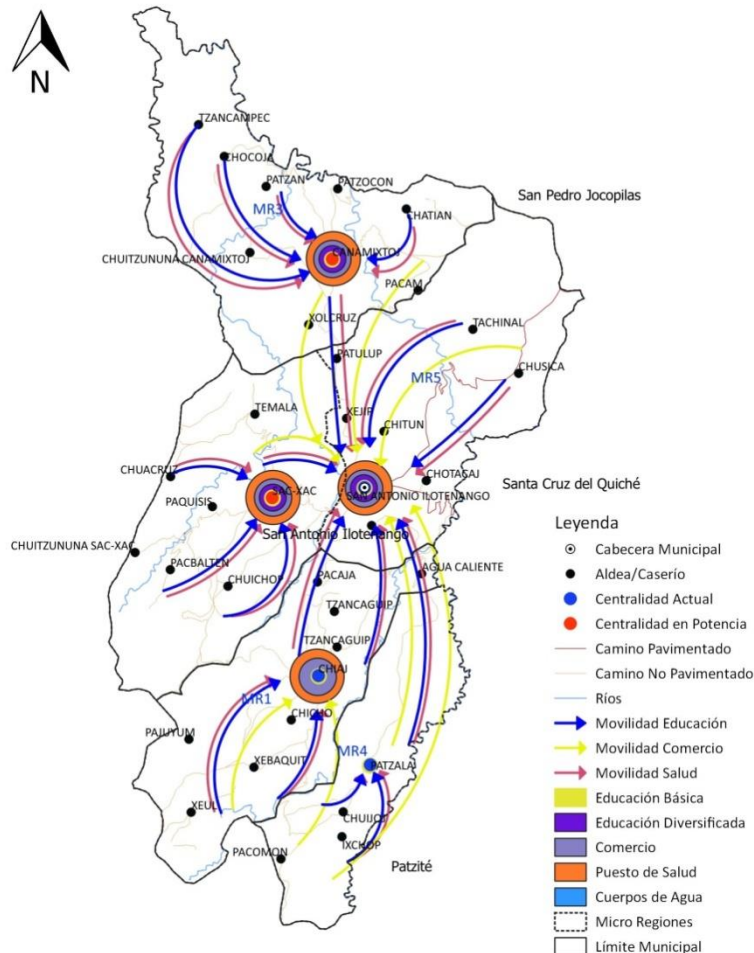 N
TZANCAMPEC
CHOCOJA
PATZAN
PATZOCON
San Pedro Jocopilas
MR3
CHATIAN
CHUITZUNUNA CANAMIXTOJ
CANAMIXTOJ
PACAM
XOLCRUZ
TACHINAL
PATULUP
CHUSICA
MR5
TEMALA
XEJIP
CHITUN
CHUACRUZ
CHOTAGAJ
Santa Cruz del Quiché
SAC-XAC
SAN ANTONIO ILOTENANGO
PAQUISIS
San Antonio Ilotenango
CHUITZUNUNA SAC-XAC
PACBALTEN
AGUA CALIENTE
CHUICHOP
PACAJA
TZANCAGUIP
TZANCAGUIP
CHIAJ
MR1
CHICHO
PAJUYUM
MR4
XEBAQUIT
PATZALA
XEUL
CHUIJOJ
IXCHOP
PACOMON
Patzité
Leyenda
Cabecera Municipal
Aldea/Caserío
Centralidad Actual
Centralidad en Potencia
Camino Pavimentado
Camino No Pavimentado
Ríos
Movilidad Educación
Movilidad Comercio
Movilidad Salud
Educación Básica
Educación Diversificada
Comercio
Puesto de Salud
Cuerpos de Agua
Micro Regiones
Límite Municipal